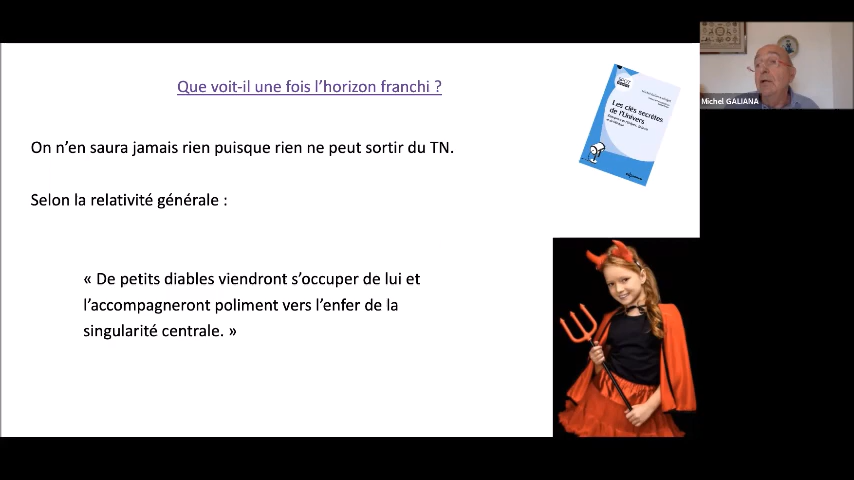 Que voit-il une fois l’horizon franchi ?
On n’en saura jamais rien puisque rien ne peut sortir du TN.
Selon la relativité générale :
« De petits diables viendront s’occuper de lui et
l’accompagneront poliment vers l’enfer de la
singularité centrale. »
Les clés secrètes
de l’Univers
Michel GALIANA